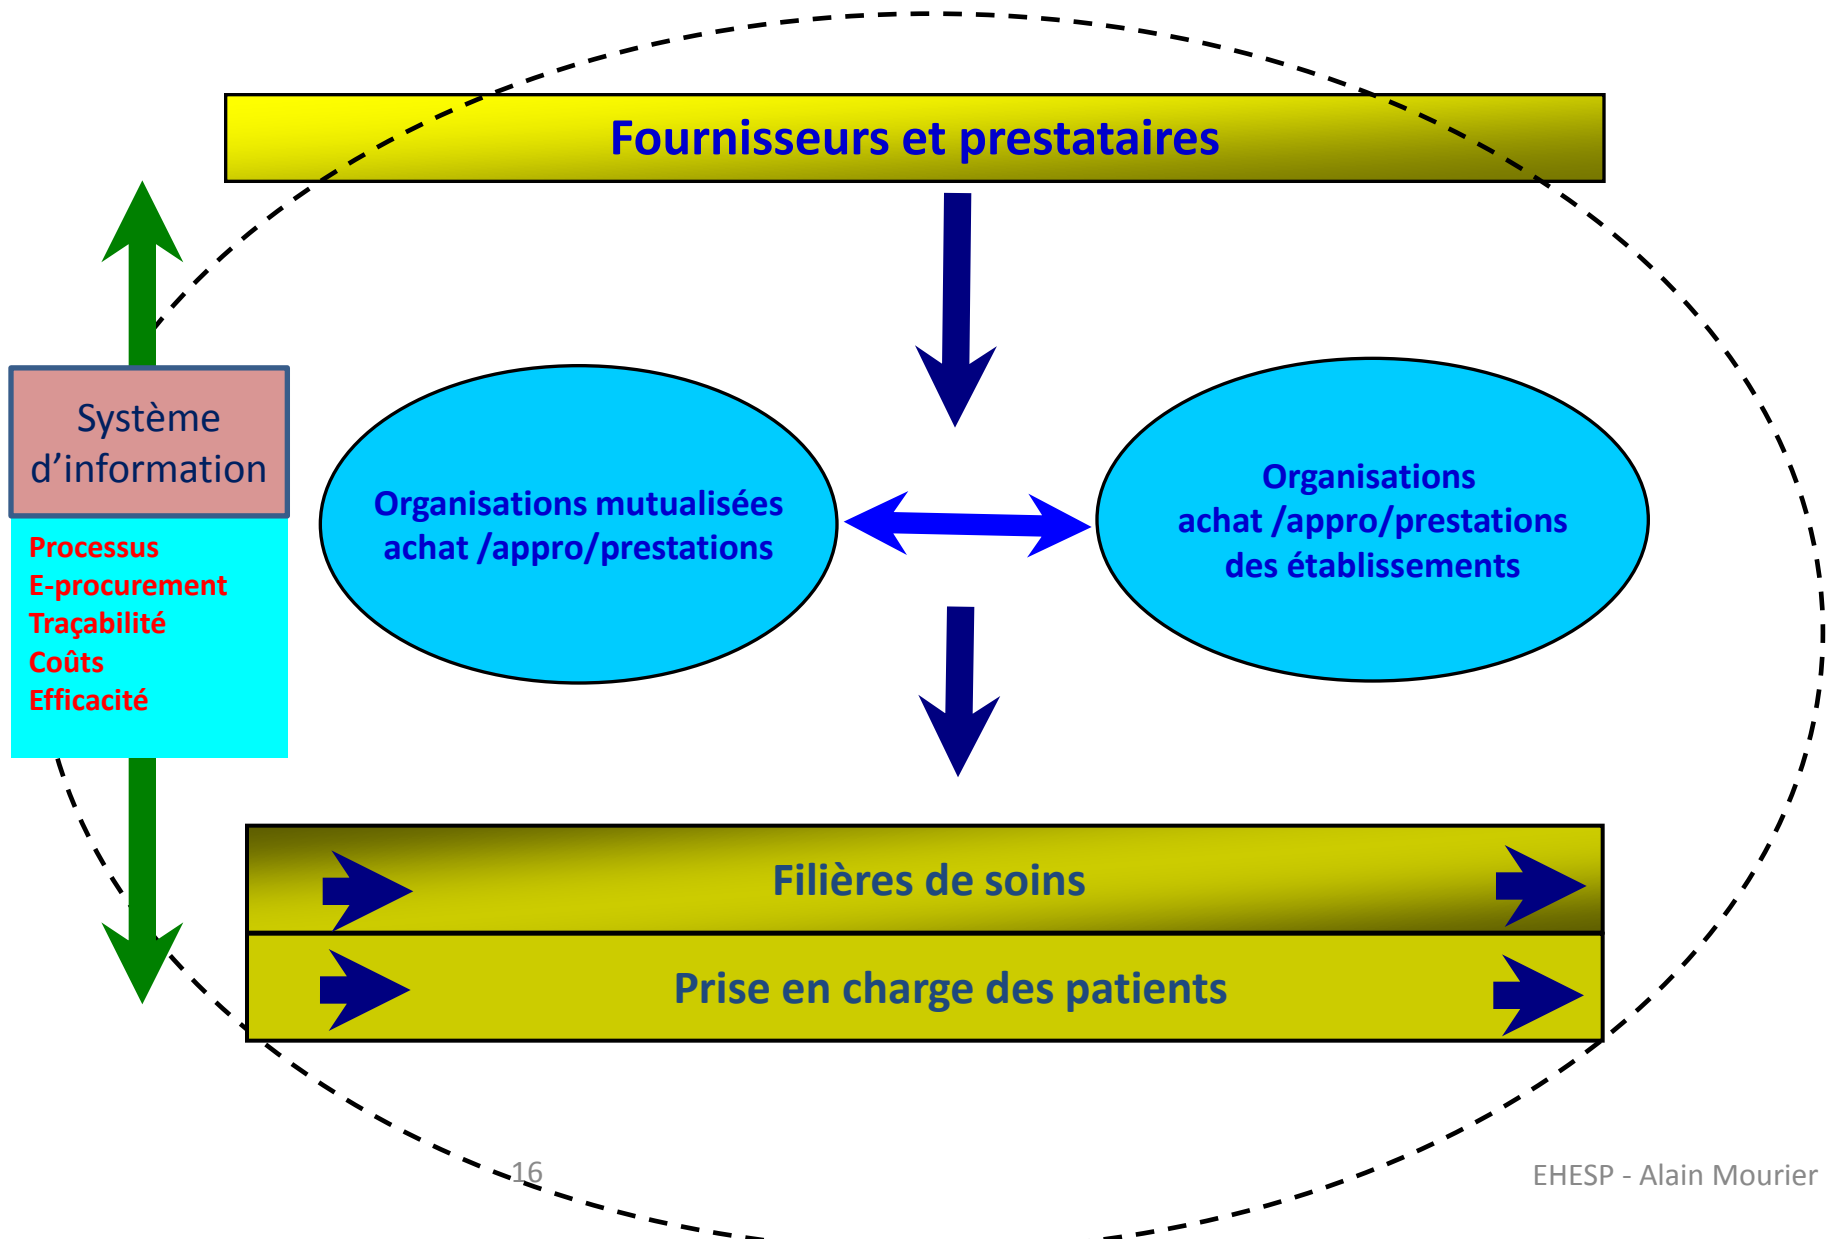 Fournisseurs et prestataires
Système
d’information
Processus
E-procurement
Traçabilité
Coûts
Efficacité
Organisations mutualisées
achat /appro/prestations
Organisations
achat /appro/prestations
des établissements
Filières de soins
Prise en charge des patients
16
EHESP - Alain Mourier